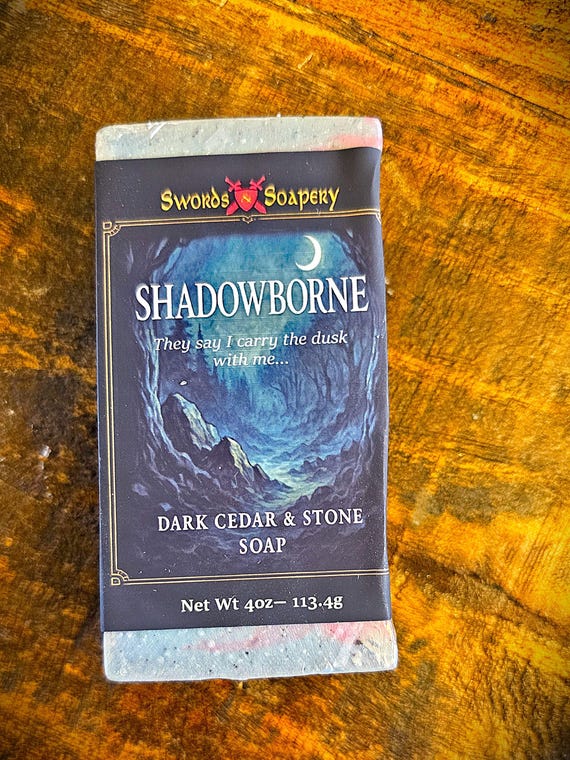 Swords & Soapery
SHADOWBORNE
They say I carry the dusk
with me...
DARK CEDAR & STONE
SOAP
Net Wt 4oz— 113.4g